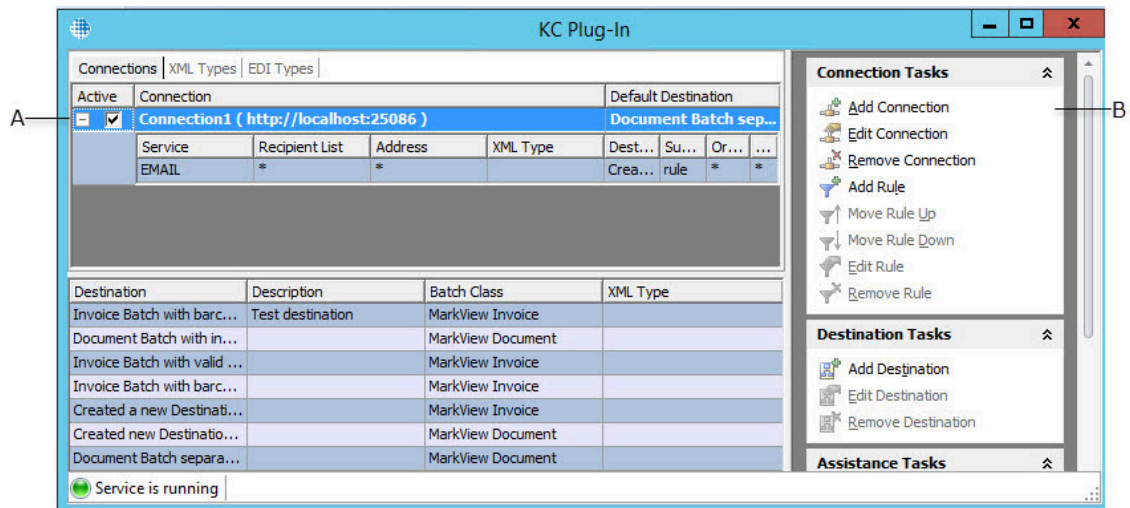 KC Plug-In
Connections XML Types EDI Types
Active Connection Default Destination
A
Connection1 ( http://localhost:25086 ) Document Batch sep...
Service Recipient List Address XML Type Dest... Su... Or... ...
EMAIL * * Crea... rule * *
Destination Description Batch Class XML Type
Invoice Batch with barc... Test destination MarkView Invoice
Document Batch with in... MarkView Document
Invoice Batch with valid ... MarkView Invoice
Invoice Batch with barc... MarkView Invoice
Created a new Destinati... MarkView Invoice
Created new Destinatio... MarkView Document
Document Batch separa... MarkView Document
Service is running
Connection Tasks
Add Connection
B
Edit Connection
Remove Connection
Add Rule
Move Rule Up
Move Rule Down
Edit Rule
Remove Rule
Destination Tasks
Add Destination
Edit Destination
Remove Destination
Assistance Tasks